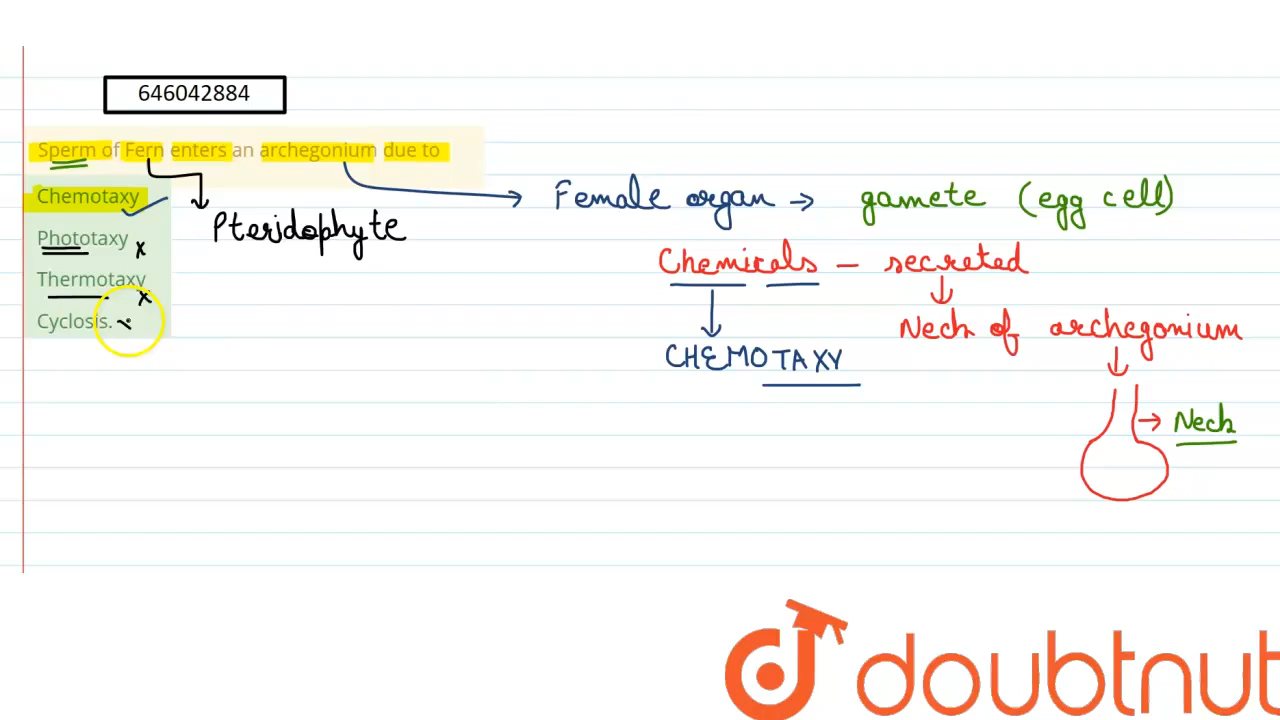 646042884
Sperm of Fern enters an archegonium due to
Chemotaxy
Phototaxy x
Thermotaxy x
Cyclosis.
Pteridophyte
Female organ → gamete (egg cell)
Chemicals – secreted
Neck of archegonium
CHEMOTAXY
→ Neck
doubtnut